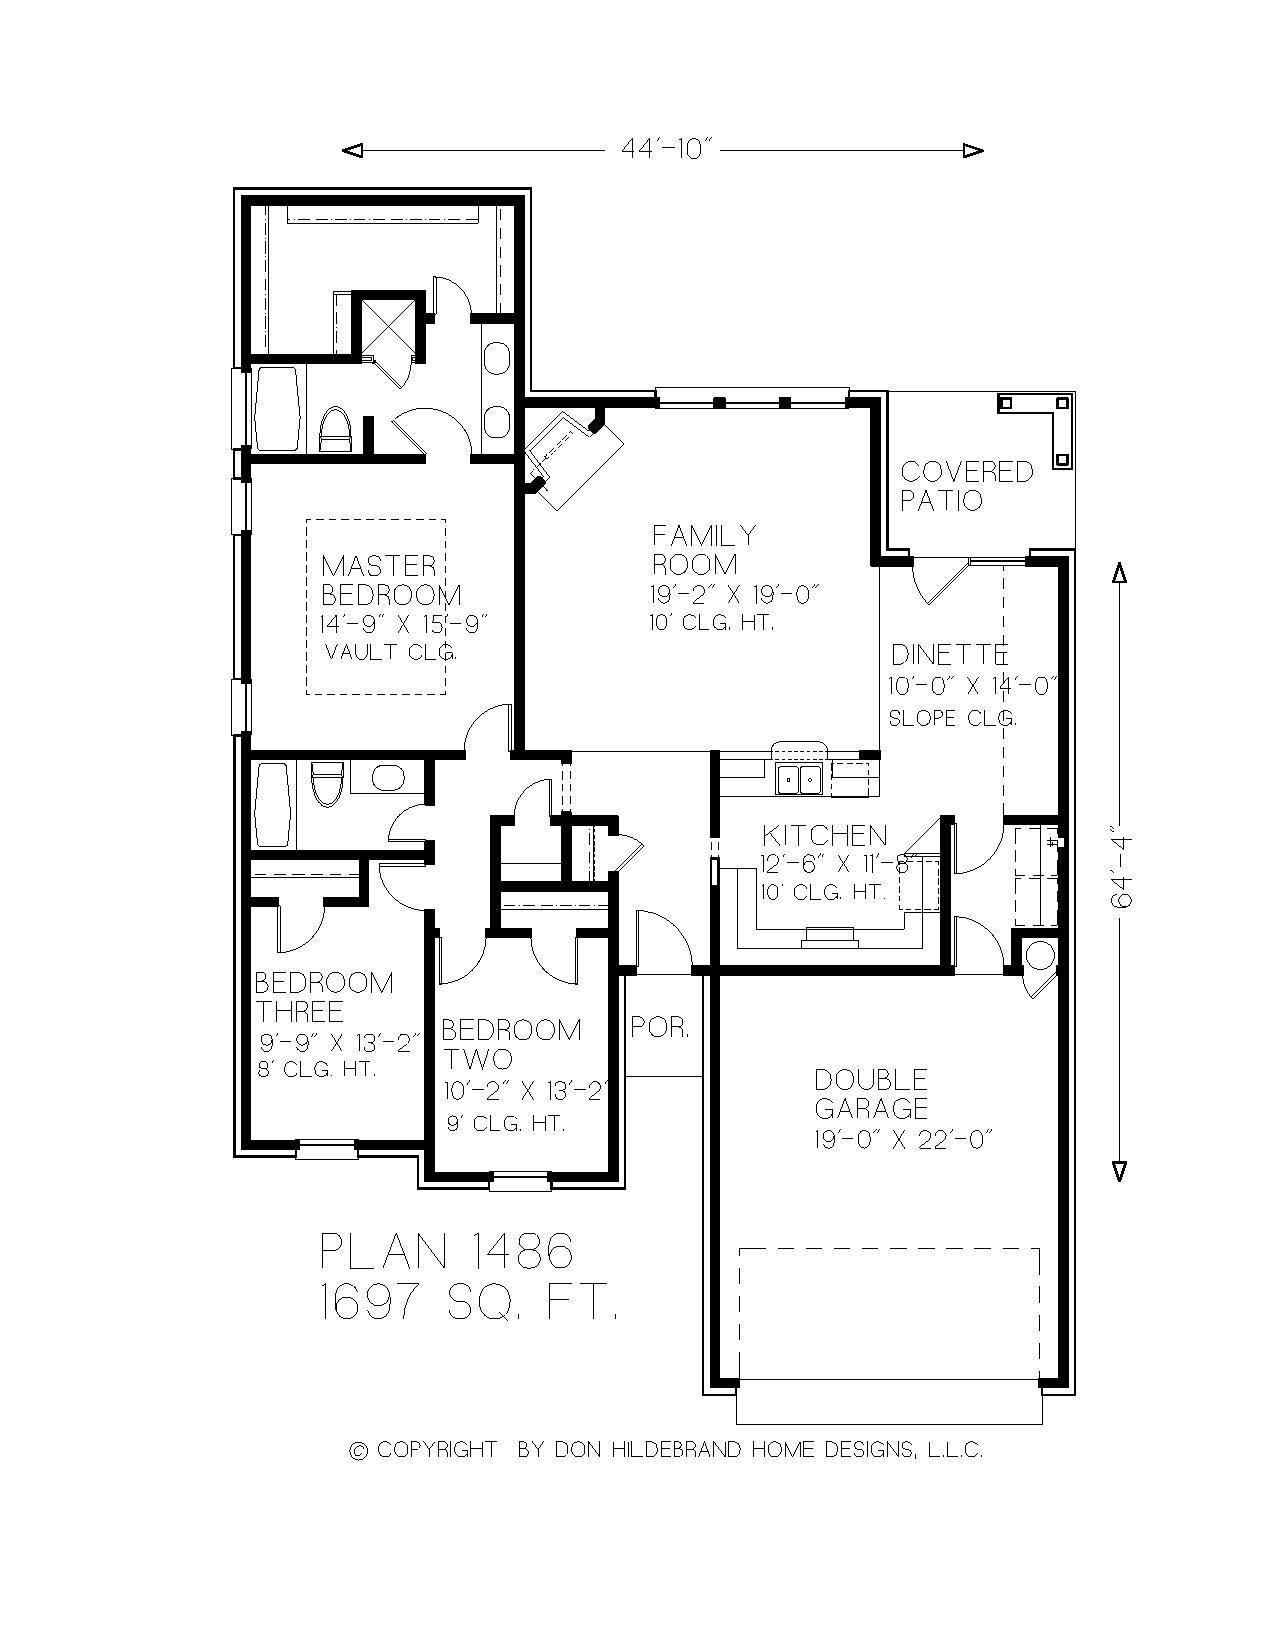 44'-10"
COVERED
PATIO
FAMILY
ROOM
19'-2" X 19'-0"
10' CLG. HT.
MASTER
BEDROOM
14'-9" X 15'-9"
VAULT CLG.
DINETTE
10'-0" X 14'-0"
SLOPE CLG.
KITCHEN
12'-6" X 11'-8"
10' CLG. HT.
64'-4"
BEDROOM
THREE
9'-9" X 13'-2"
8' CLG. HT.
BEDROOM
TWO
10'-2" X 13'-2'
9' CLG. HT.
POR.
DOUBLE
GARAGE
19'-0" X 22'-0"
PLAN 1486
1697 SQ. FT.
© COPYRIGHT BY DON HILDEBRAND HOME DESIGNS, L.L.C.